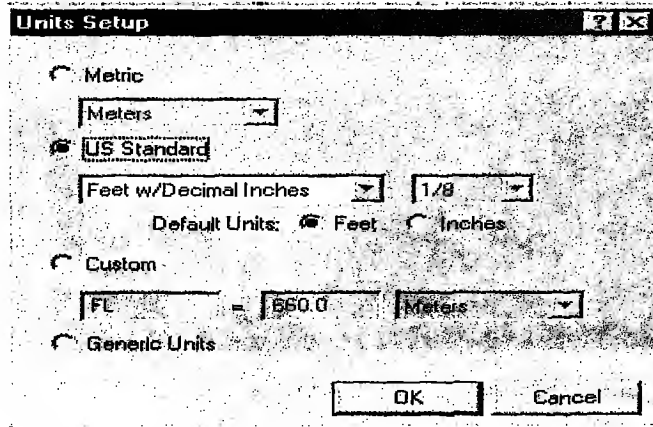 Units Setup
Metric
Meters
US Standard
Feet w/Decimal Inches 1/8
Default Units: Feet Inches
Custom
FL = 660.0 Meters
Generic Units
OK Cancel